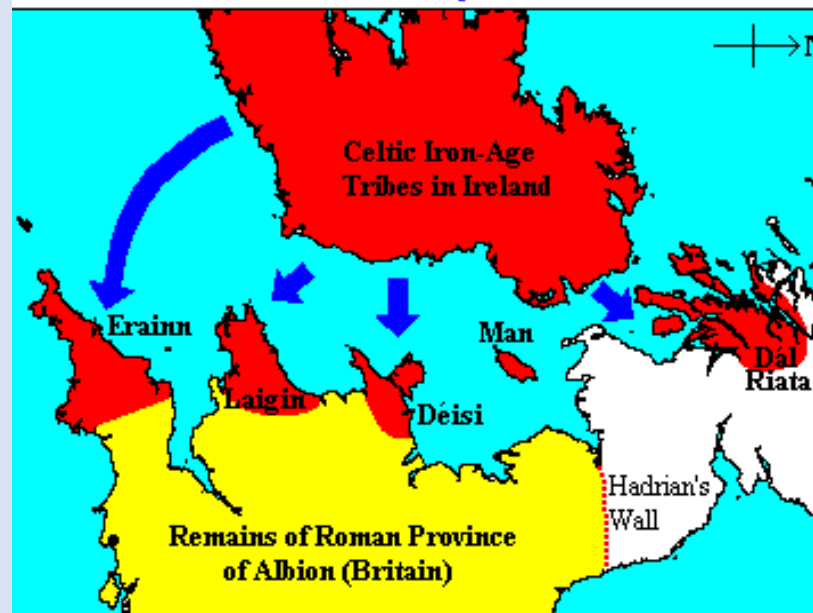 N
Celtic Iron-Age
Tribes in Ireland
Erainn
Man
Dál
Riata
Laigin
Déisi
Hadrian's
Wall
Remains of Roman Province
of Albion (Britain)